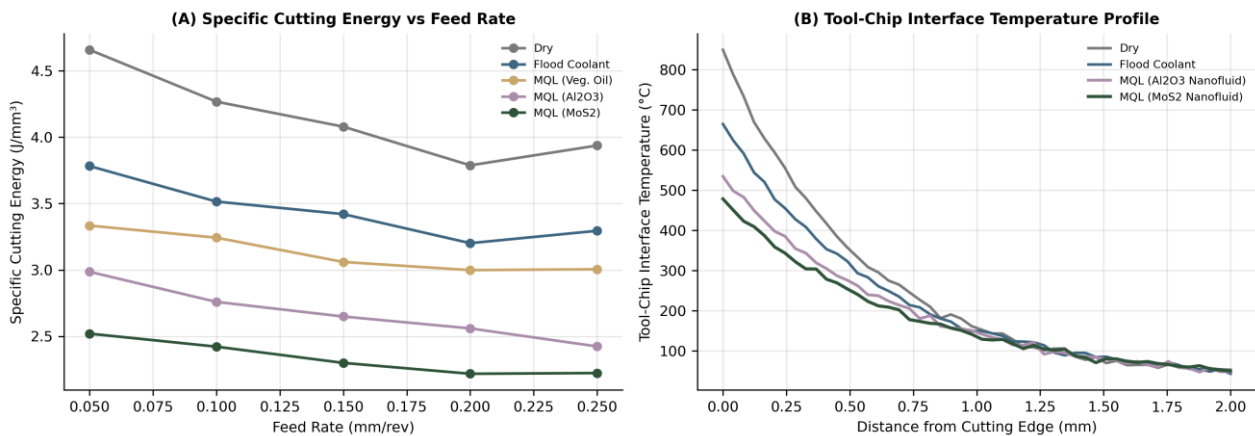 (A) Specific Cutting Energy vs Feed Rate
Specific Cutting Energy (J/mm³)
4.5
4.0
3.5
3.0
2.5
Dry
Flood Coolant
MQL (Veg. Oil)
MQL (Al2O3)
MQL (MoS2)
0.050 0.075 0.100 0.125 0.150 0.175 0.200 0.225 0.250
Feed Rate (mm/rev)
(B) Tool-Chip Interface Temperature Profile
Tool-Chip Interface Temperature (°C)
800
700
600
500
400
300
200
100
Dry
Flood Coolant
MQL (Al2O3 Nanofluid)
MQL (MoS2 Nanofluid)
0.00 0.25 0.50 0.75 1.00 1.25 1.50 1.75 2.00
Distance from Cutting Edge (mm)